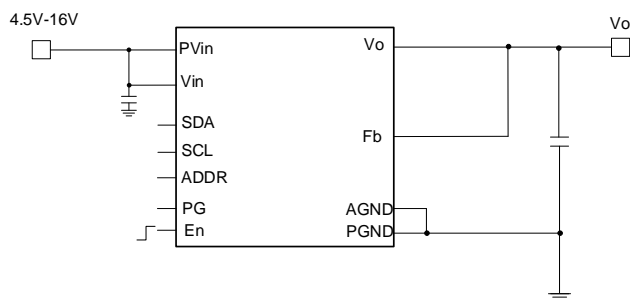 4.5V-16V
Vo
PVin
Vo
Vin
SDA
Fb
SCL
ADDR
PG
AGND
En
PGND